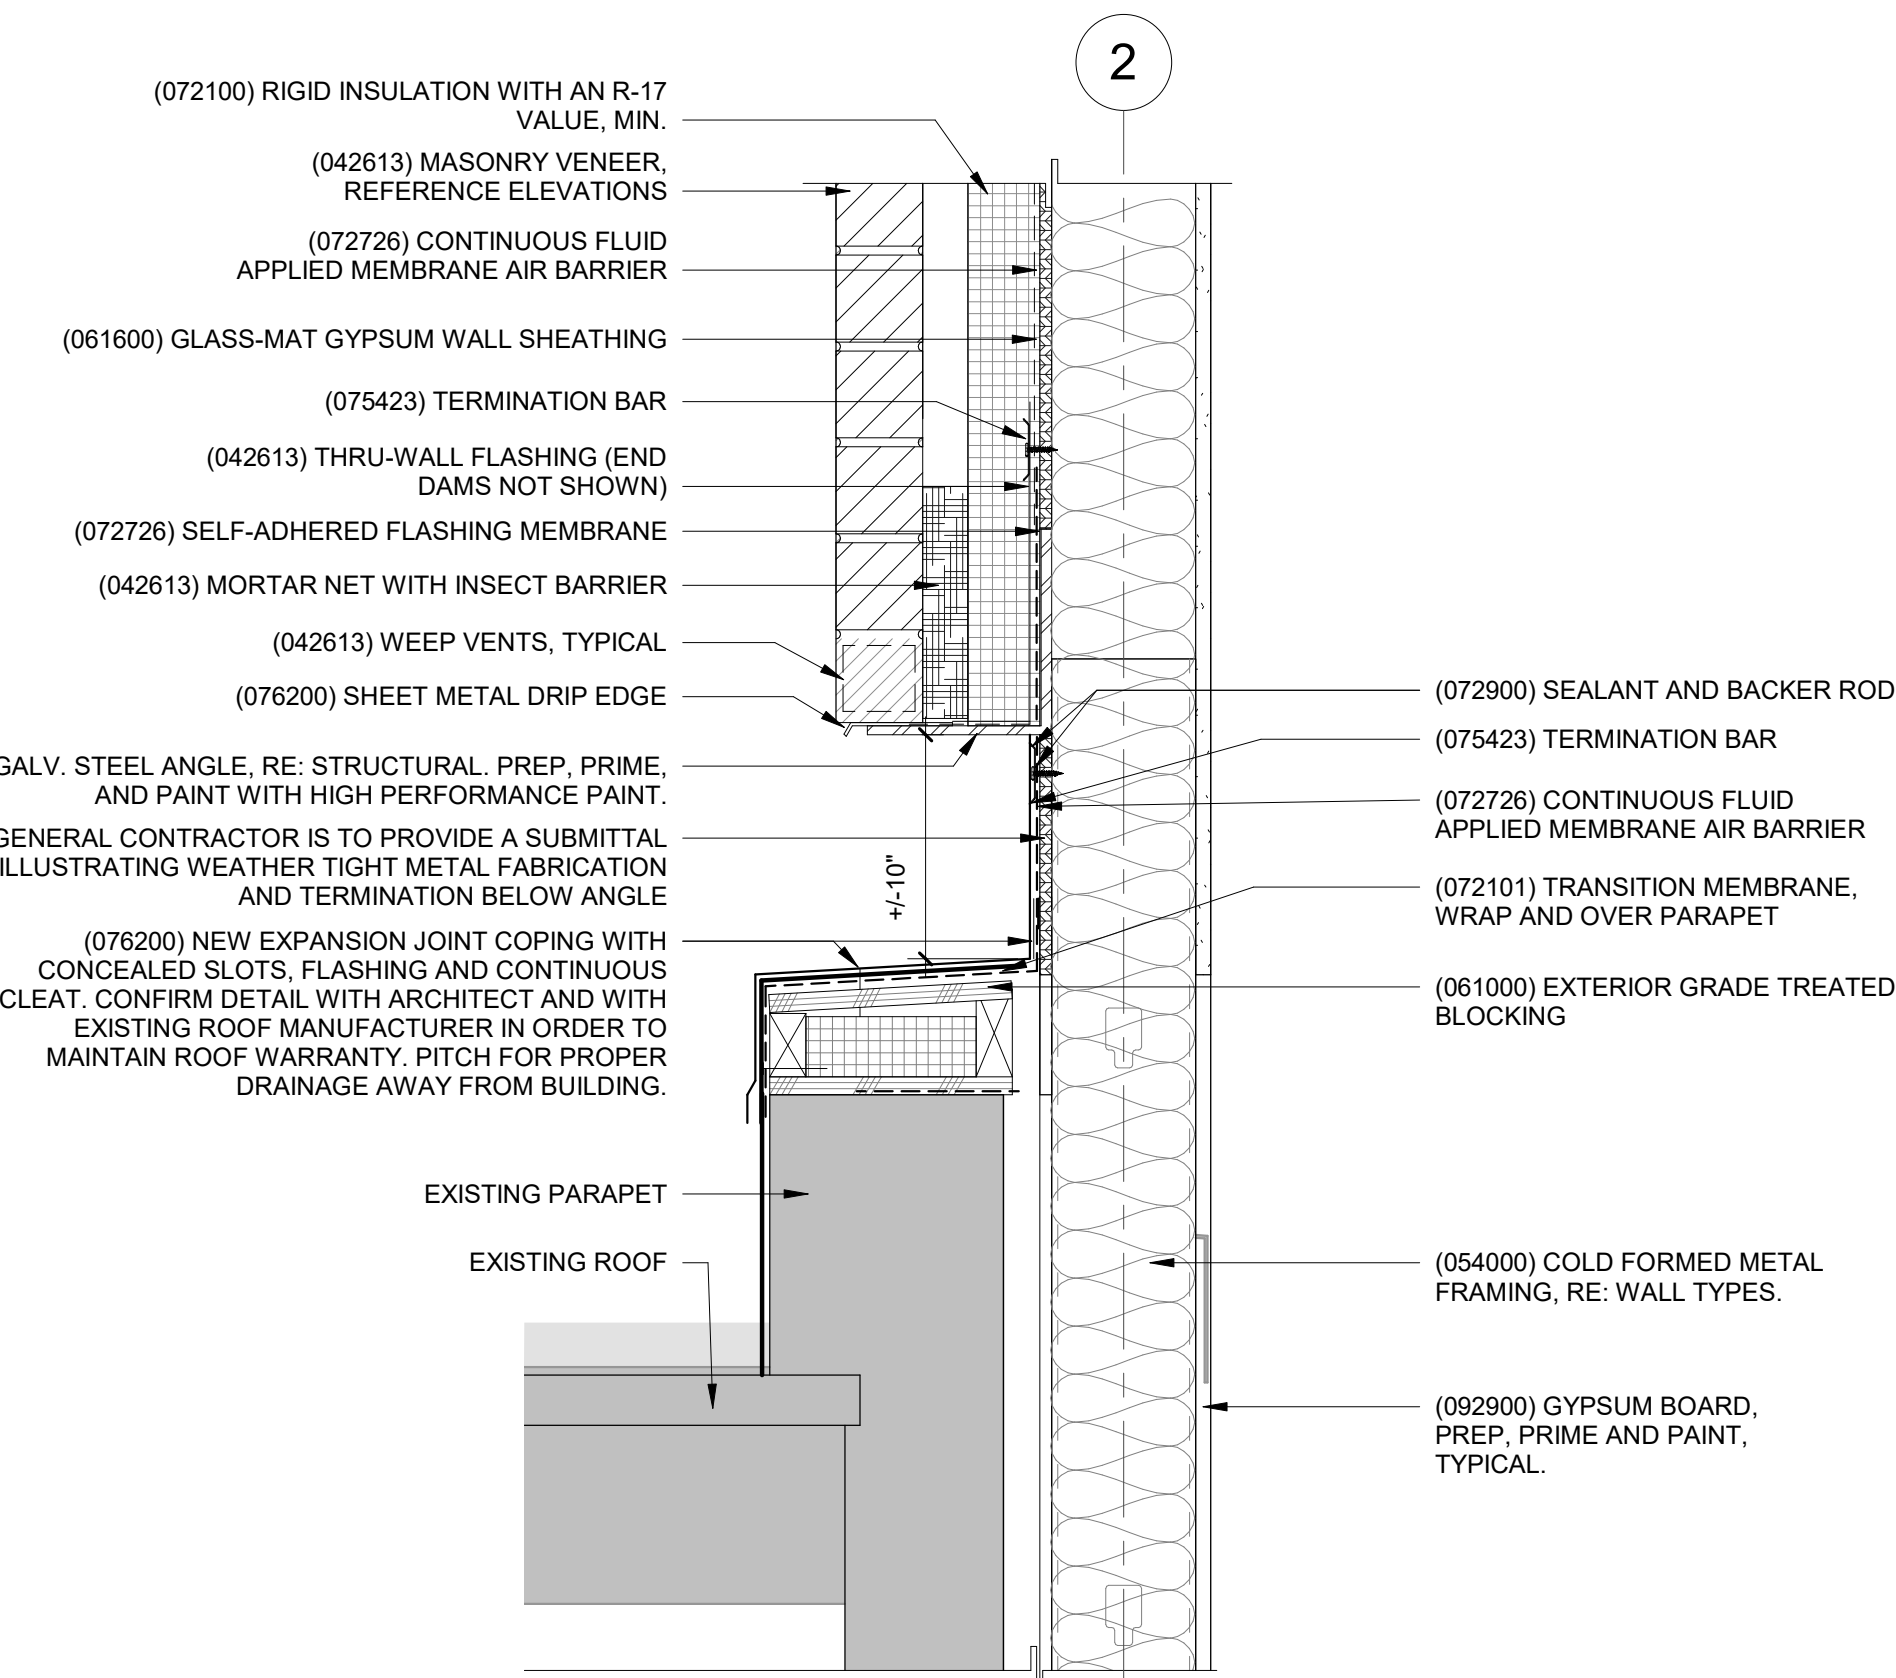 2
(072100) RIGID INSULATION WITH AN R-17
VALUE, MIN.
(042613) MASONRY VENEER,
REFERENCE ELEVATIONS
(072726) CONTINUOUS FLUID
APPLIED MEMBRANE AIR BARRIER
(061600) GLASS-MAT GYPSUM WALL SHEATHING
(075423) TERMINATION BAR
(042613) THRU-WALL FLASHING (END
DAMS NOT SHOWN)
(072726) SELF-ADHERED FLASHING MEMBRANE
(042613) MORTAR NET WITH INSECT BARRIER
(042613) WEEP VENTS, TYPICAL
(076200) SHEET METAL DRIP EDGE
GALV. STEEL ANGLE, RE: STRUCTURAL. PREP, PRIME,
AND PAINT WITH HIGH PERFORMANCE PAINT.
GENERAL CONTRACTOR IS TO PROVIDE A SUBMITTAL
ILLUSTRATING WEATHER TIGHT METAL FABRICATION
AND TERMINATION BELOW ANGLE
(076200) NEW EXPANSION JOINT COPING WITH
CONCEALED SLOTS, FLASHING AND CONTINUOUS
CLEAT. CONFIRM DETAIL WITH ARCHITECT AND WITH
EXISTING ROOF MANUFACTURER IN ORDER TO
MAINTAIN ROOF WARRANTY. PITCH FOR PROPER
DRAINAGE AWAY FROM BUILDING.
EXISTING PARAPET
EXISTING ROOF
+/-10"
(072900) SEALANT AND BACKER ROD
(075423) TERMINATION BAR
(072726) CONTINUOUS FLUID
APPLIED MEMBRANE AIR BARRIER
(072101) TRANSITION MEMBRANE,
WRAP AND OVER PARAPET
(061000) EXTERIOR GRADE TREATED
BLOCKING
(054000) COLD FORMED METAL
FRAMING, RE: WALL TYPES.
(092900) GYPSUM BOARD,
PREP, PRIME AND PAINT,
TYPICAL.